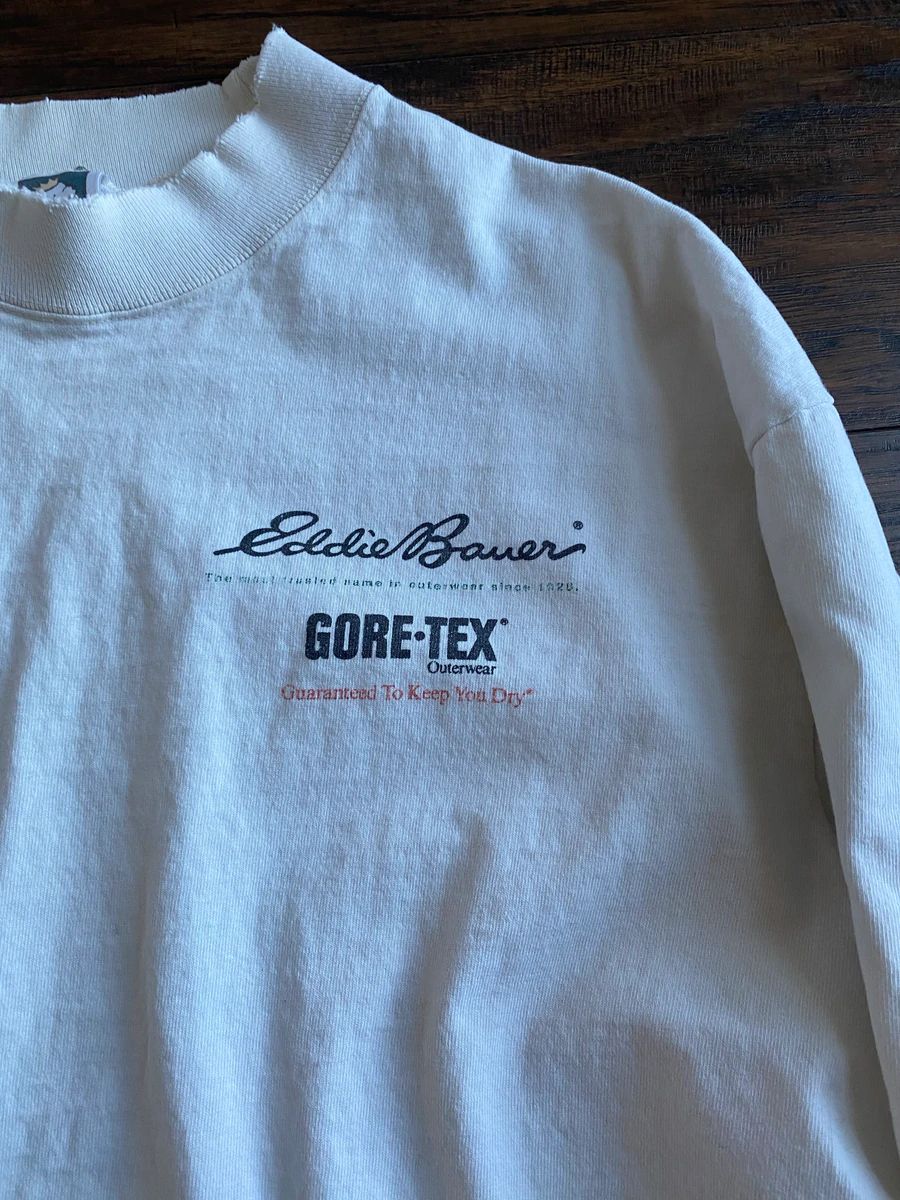 Eddie Bauer®
The most trusted name in outerwear since 1920.
GORE-TEX®
Outerwear
Guaranteed To Keep You Dry®